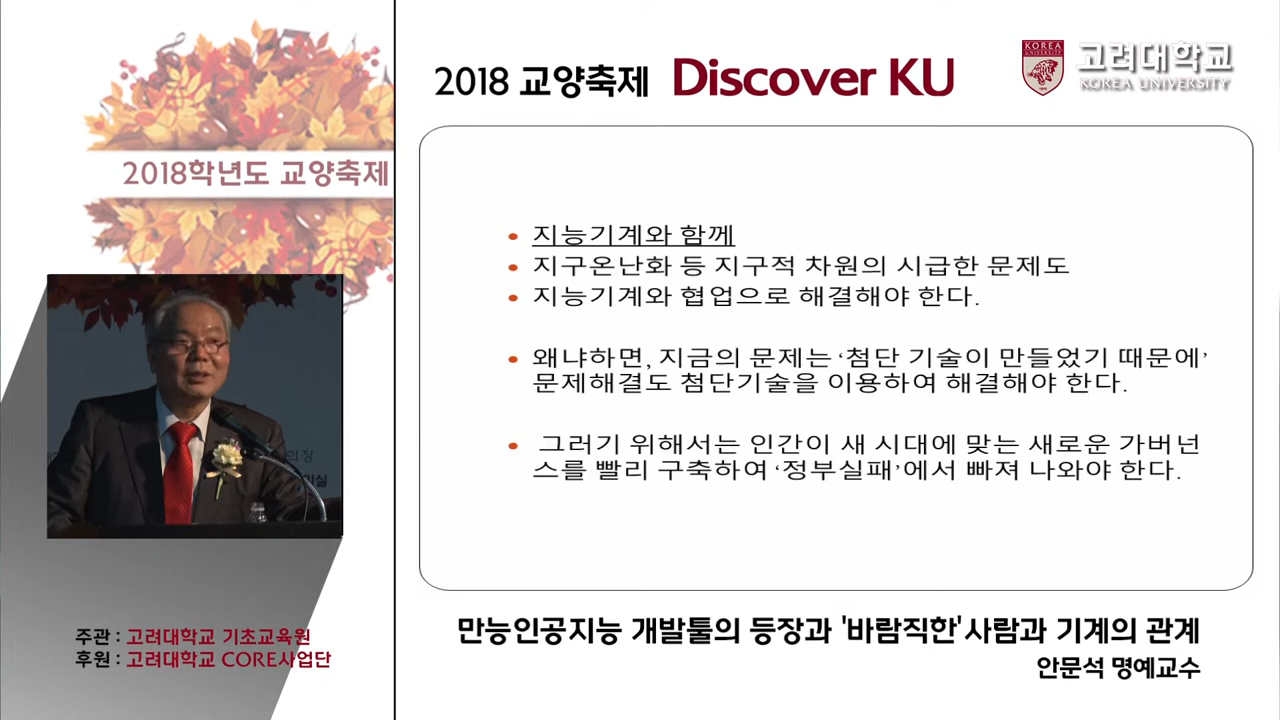 2018학년도 교양축제
의장
인실
주관 : 고려대학교 기초교육원
후원 : 고려대학교 CORE사업단
2018 교양축제 Discover KU
KOREA
UNIVERSITY
1905
고려대학교
KOREA UNIVERSITY
• 지능기계와 함께
• 지구온난화 등 지구적 차원의 시급한 문제도
• 지능기계와 협업으로 해결해야 한다.
• 왜냐하면, 지금의 문제는 ‘첨단 기술이 만들었기 때문에’
문제해결도 첨단기술을 이용하여 해결해야 한다.
• 그러기 위해서는 인간이 새 시대에 맞는 새로운 가버넌
스를 빨리 구축하여 ‘정부실패’에서 빠져 나와야 한다.
만능인공지능 개발툴의 등장과 '바람직한'사람과 기계의 관계
안문석 명예교수